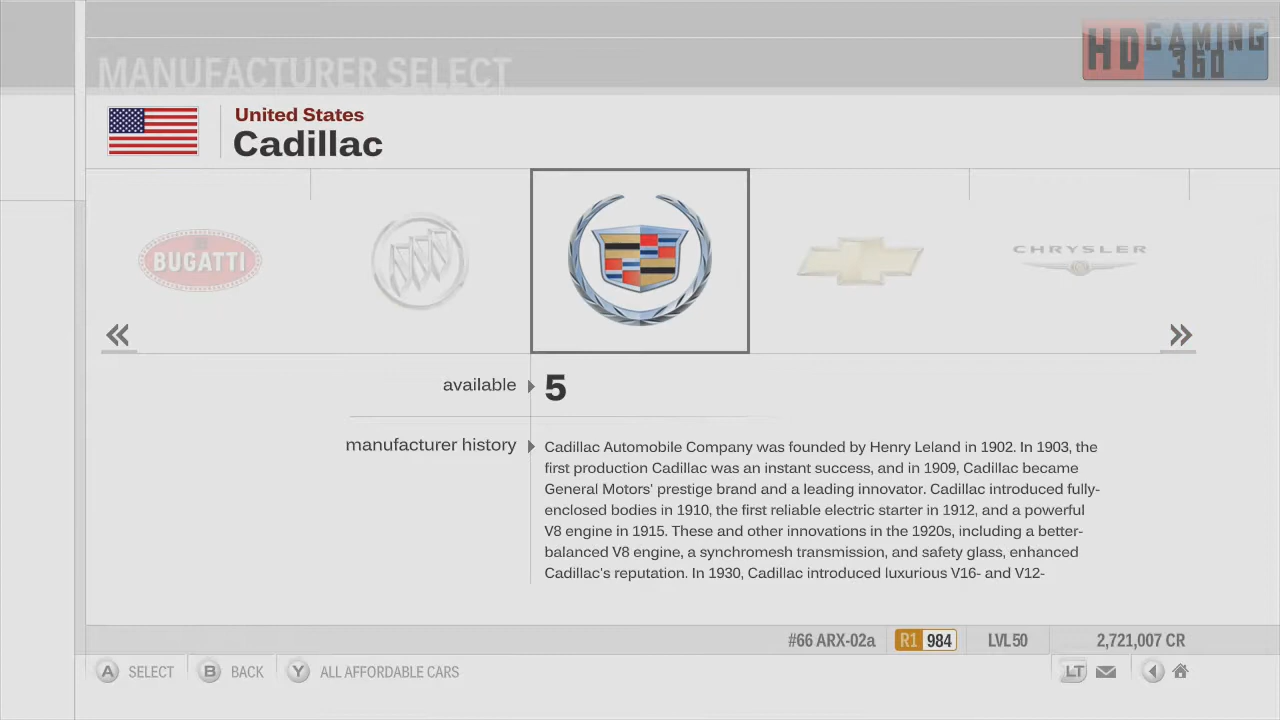 MANUFACTURER SELECT
HD GAMING 360
United States
Cadillac
BUGATTI
CHRYSLER
available
5
manufacturer history
Cadillac Automobile Company was founded by Henry Leland in 1902. In 1903, the
first production Cadillac was an instant success, and in 1909, Cadillac became
General Motors' prestige brand and a leading innovator. Cadillac introduced fully-
enclosed bodies in 1910, the first reliable electric starter in 1912, and a powerful
V8 engine in 1915. These and other innovations in the 1920s, including a better-
balanced V8 engine, a synchromesh transmission, and safety glass, enhanced
Cadillac's reputation. In 1930, Cadillac introduced luxurious V16- and V12-
#66 ARX-02a R1 984 LVL50 2,721,007 CR
A SELECT B BACK Y ALL AFFORDABLE CARS LT